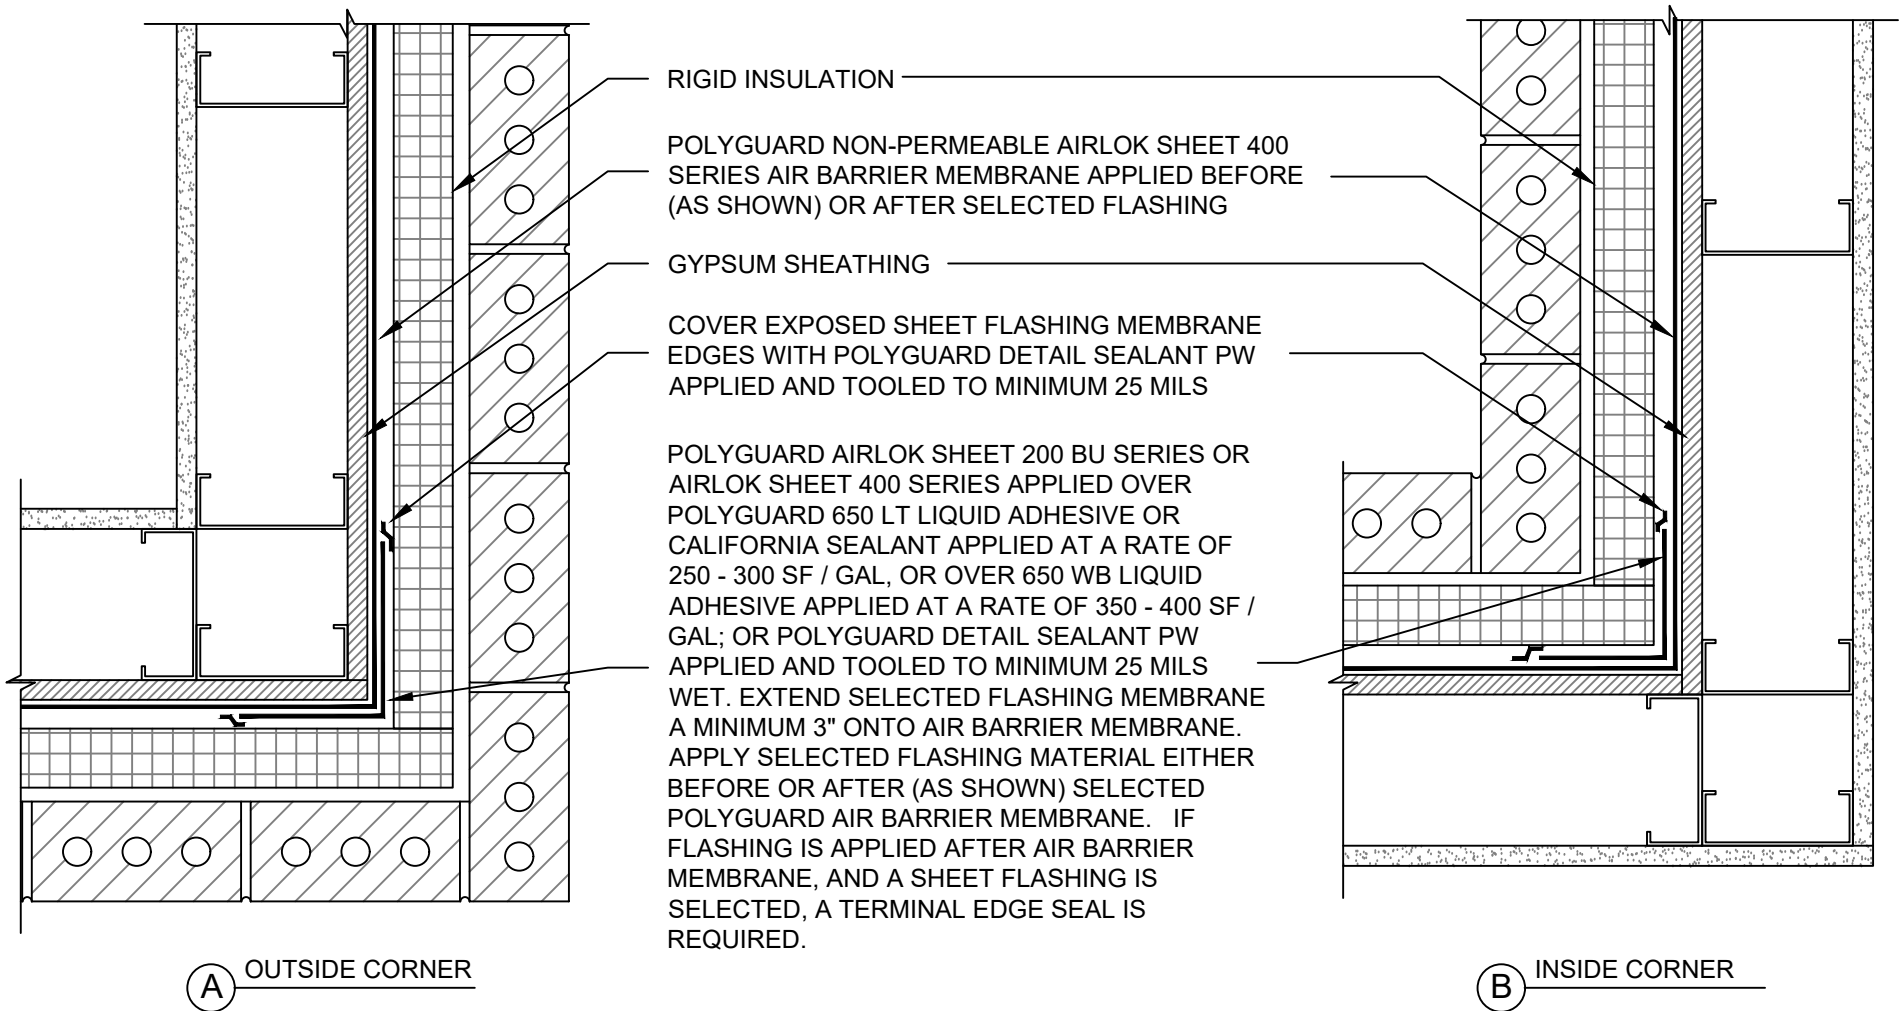 RIGID INSULATION
POLYGUARD NON-PERMEABLE AIRLOK SHEET 400
SERIES AIR BARRIER MEMBRANE APPLIED BEFORE
(AS SHOWN) OR AFTER SELECTED FLASHING
GYPSUM SHEATHING
COVER EXPOSED SHEET FLASHING MEMBRANE
EDGES WITH POLYGUARD DETAIL SEALANT PW
APPLIED AND TOOLED TO MINIMUM 25 MILS
POLYGUARD AIRLOK SHEET 200 BU SERIES OR
AIRLOK SHEET 400 SERIES APPLIED OVER
POLYGUARD 650 LT LIQUID ADHESIVE OR
CALIFORNIA SEALANT APPLIED AT A RATE OF
250 - 300 SF / GAL, OR OVER 650 WB LIQUID
ADHESIVE APPLIED AT A RATE OF 350 - 400 SF /
GAL; OR POLYGUARD DETAIL SEALANT PW
APPLIED AND TOOLED TO MINIMUM 25 MILS
WET. EXTEND SELECTED FLASHING MEMBRANE
A MINIMUM 3" ONTO AIR BARRIER MEMBRANE.
APPLY SELECTED FLASHING MATERIAL EITHER
BEFORE OR AFTER (AS SHOWN) SELECTED
POLYGUARD AIR BARRIER MEMBRANE. IF
FLASHING IS APPLIED AFTER AIR BARRIER
MEMBRANE, AND A SHEET FLASHING IS
SELECTED, A TERMINAL EDGE SEAL IS
REQUIRED.
A OUTSIDE CORNER
B INSIDE CORNER